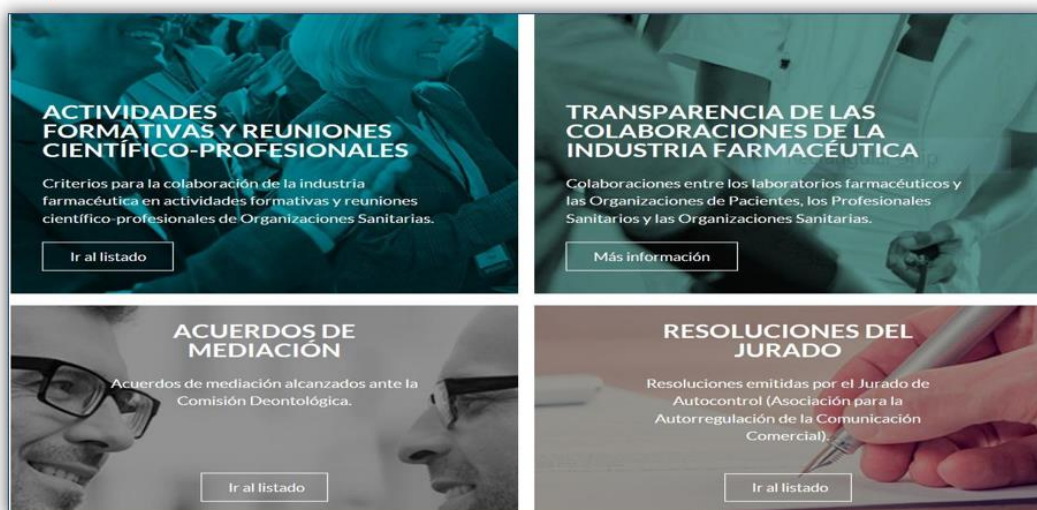 ACTIVIDADES
FORMATIVAS Y REUNIONES
CIENTÍFICO-PROFESIONALES
Criterios para la colaboración de la industria
farmacéutica en actividades formativas y reuniones
científico-profesionales de Organizaciones Sanitarias.
Ir al listado
TRANSPARENCIA DE LAS
COLABORACIONES DE LA
INDUSTRIA FARMACÉUTICA
Colaboraciones entre los laboratorios farmacéuticos y
las Organizaciones de Pacientes, los Profesionales
Sanitarios y las Organizaciones Sanitarias.
Más información
ACUERDOS DE
MEDIACIÓN
Acuerdos de mediación alcanzados ante la
Comisión Deontológica.
Ir al listado
RESOLUCIONES DEL
JURADO
Resoluciones emitidas por el Jurado de
Autocontrol (Asociación para la
Autorregulación de la Comunicación
Comercial).
Ir al listado